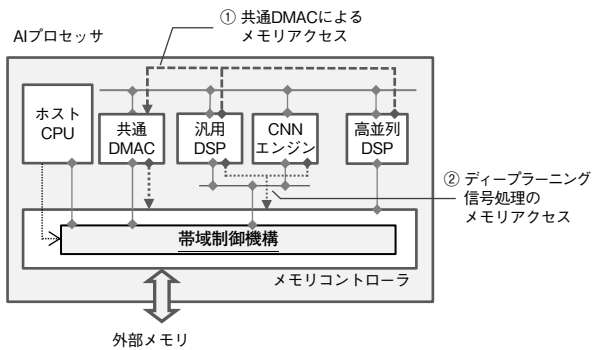 ① 共通DMACによる
メモリアクセス
AIプロセッサ
ホスト
CPU
共通
DMAC
汎用
DSP
CNN
エンジン
高並列
DSP
② ディープラーニング
信号処理の
メモリアクセス
帯域制御機構
メモリコントローラ
外部メモリ